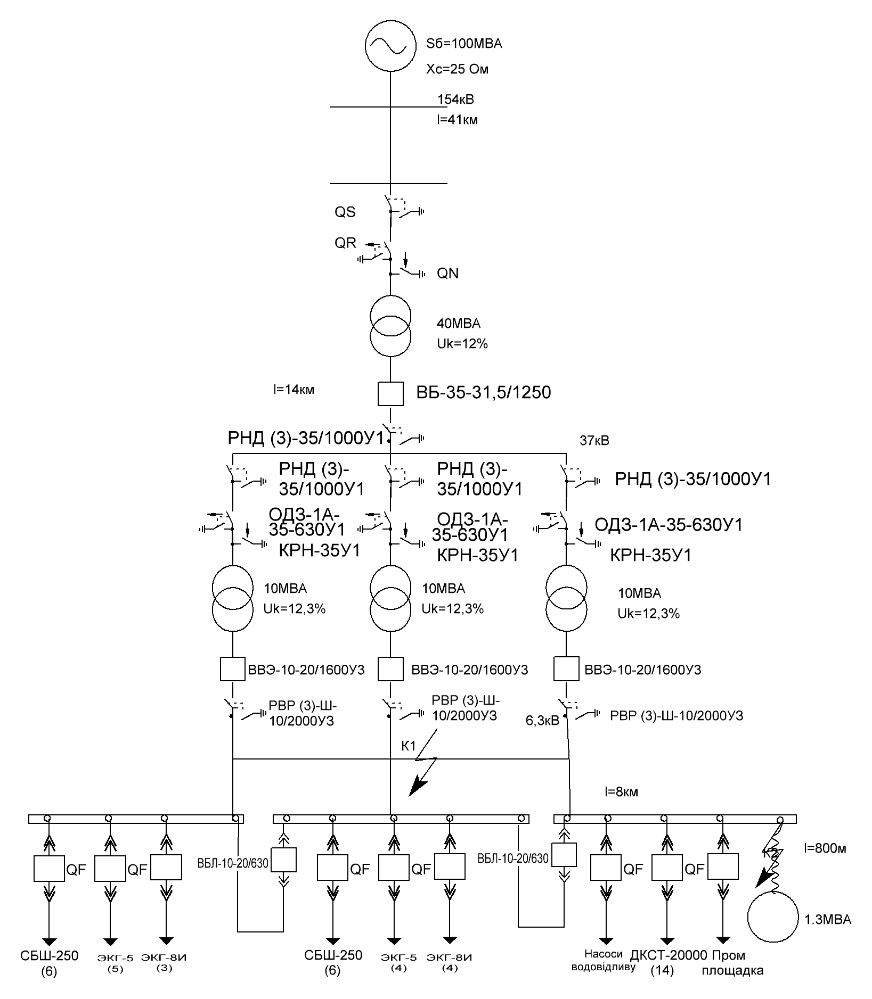 Sб=100МВА
Xc=25 Ом
154кВ
l=41км
QS
QR
QN
40МВА
Uk=12%
l=14км
ВБ-35-31,5/1250
РНД (3)-35/1000У1
37кВ
РНД (3)-
35/1000У1
РНД (3)-
35/1000У1
РНД (3)-35/1000У1
ОДЗ-1А-
35-630У1
КРН-35У1
ОДЗ-1А-
35-630У1
КРН-35У1
ОДЗ-1А-35-630У1
КРН-35У1
10МВА
Uk=12,3%
10МВА
Uk=12,3%
10МВА
Uk=12,3%
ВВЭ-10-20/1600У3
ВВЭ-10-20/1600У3
ВВЭ-10-20/1600У3
РВР (3)-Ш-
10/2000У3
РВР (3)-Ш-
10/2000У3
6,3кВ
РВР (3)-Ш-10/2000У3
К1
l=8км
l=800м
QF
QF
ВБЛ-10-20/630
QF
QF
ВБЛ-10-20/630
QF
QF
1.3МВА
СБШ-250
(6)
ЭКГ-5
(5)
ЭКГ-8И
(3)
СБШ-250
(6)
ЭКГ-5
(4)
ЭКГ-8И
(4)
Насоси
водовідливу
ДКСТ-20000
(14)
Пром
площадка